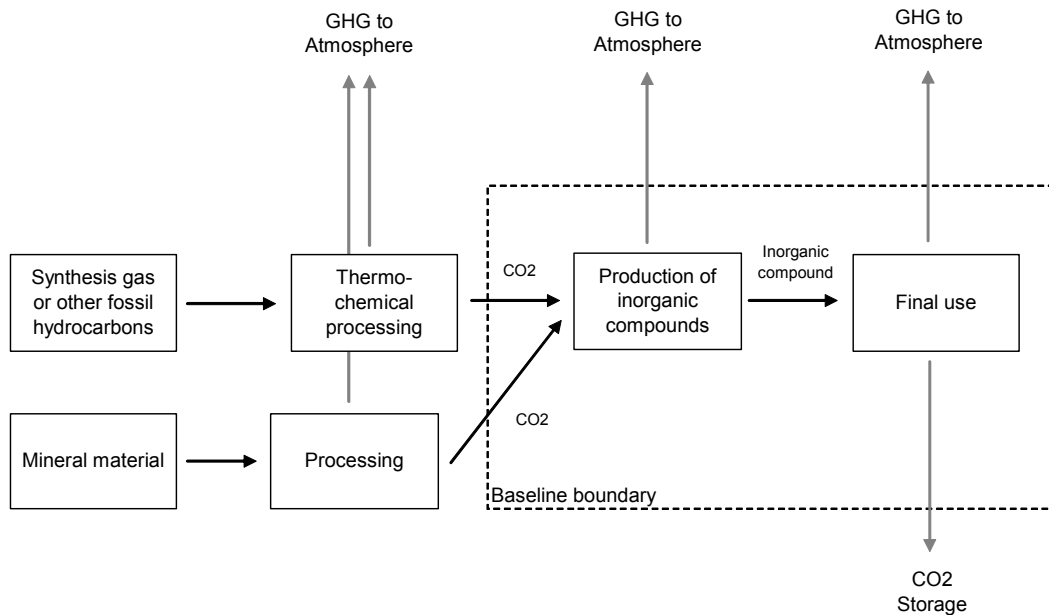 GHG to
Atmosphere
GHG to
Atmosphere
GHG to
Atmosphere
Synthesis gas
or other fossil
hydrocarbons
Thermo-
chemical
processing
CO2
Production of
inorganic
compounds
Inorganic
compound
Final use
Mineral material
Processing
CO2
Baseline boundary
CO2
Storage